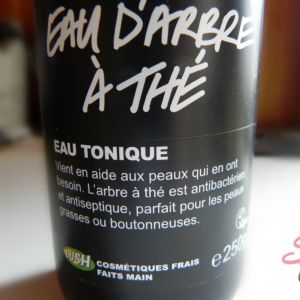 EAU D'ARBRE
À THÉ
EAU TONIQUE
Vient en aide aux peaux qui en ont
besoin. L'arbre à thé est antibactérien
et antiseptique, parfait pour les peaux
grasses ou boutonneuses.
LUSH COSMÉTIQUES FRAIS
FAITS MAIN
℮ 250g